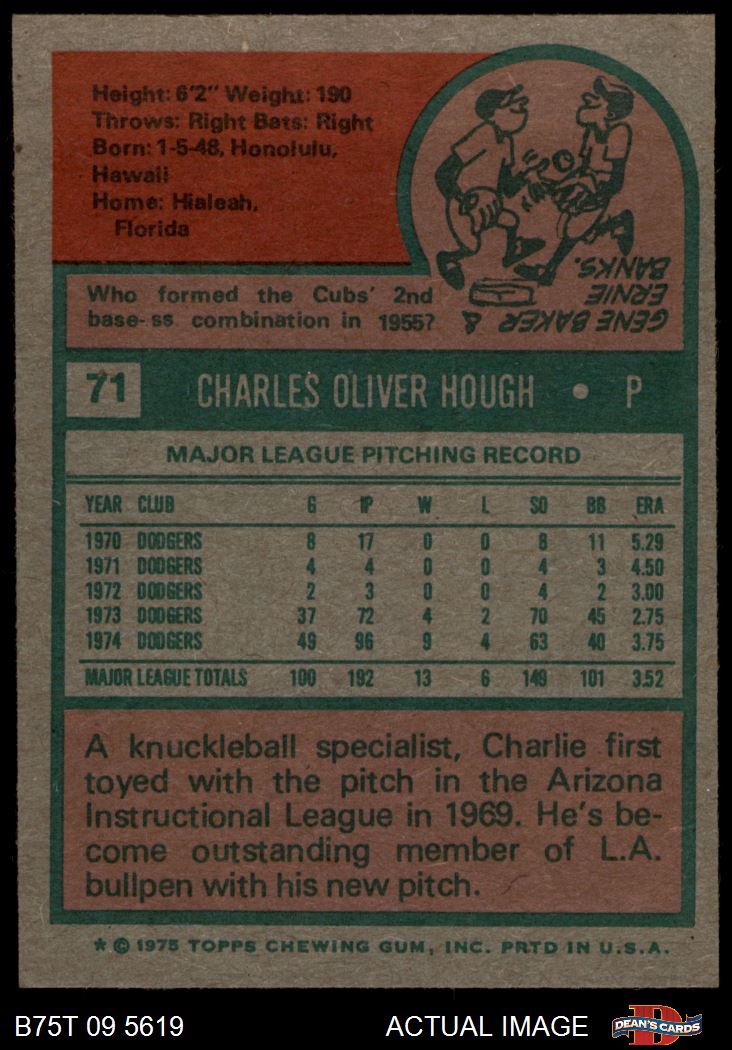 Height: 6'2" Weight: 190
Throws: Right Bats: Right
Born: 1-5-48, Honolulu,
Hawaii
Home: Hialeah,
Florida
Who formed the Cubs' 2nd
base-ss combination in 1955?
GENE BAKER &
ERNIE
BANKS.
71 CHARLES OLIVER HOUGH • P
MAJOR LEAGUE PITCHING RECORD
YEAR CLUB G IP W L SO BB ERA
1970 DODGERS 8 17 0 0 8 11 5.29
1971 DODGERS 4 4 0 0 4 3 4.50
1972 DODGERS 2 3 0 0 4 2 3.00
1973 DODGERS 37 72 4 2 70 45 2.75
1974 DODGERS 49 96 9 4 63 40 3.75
MAJOR LEAGUE TOTALS 100 192 13 6 149 101 3.52
A knuckleball specialist, Charlie first
toyed with the pitch in the Arizona
Instructional League in 1969. He's be-
come outstanding member of L.A.
bullpen with his new pitch.
* © 1975 TOPPS CHEWING GUM, INC. PRTD IN U.S.A.
B75T 09 5619 ACTUAL IMAGE
D
DEAN'S CARDS